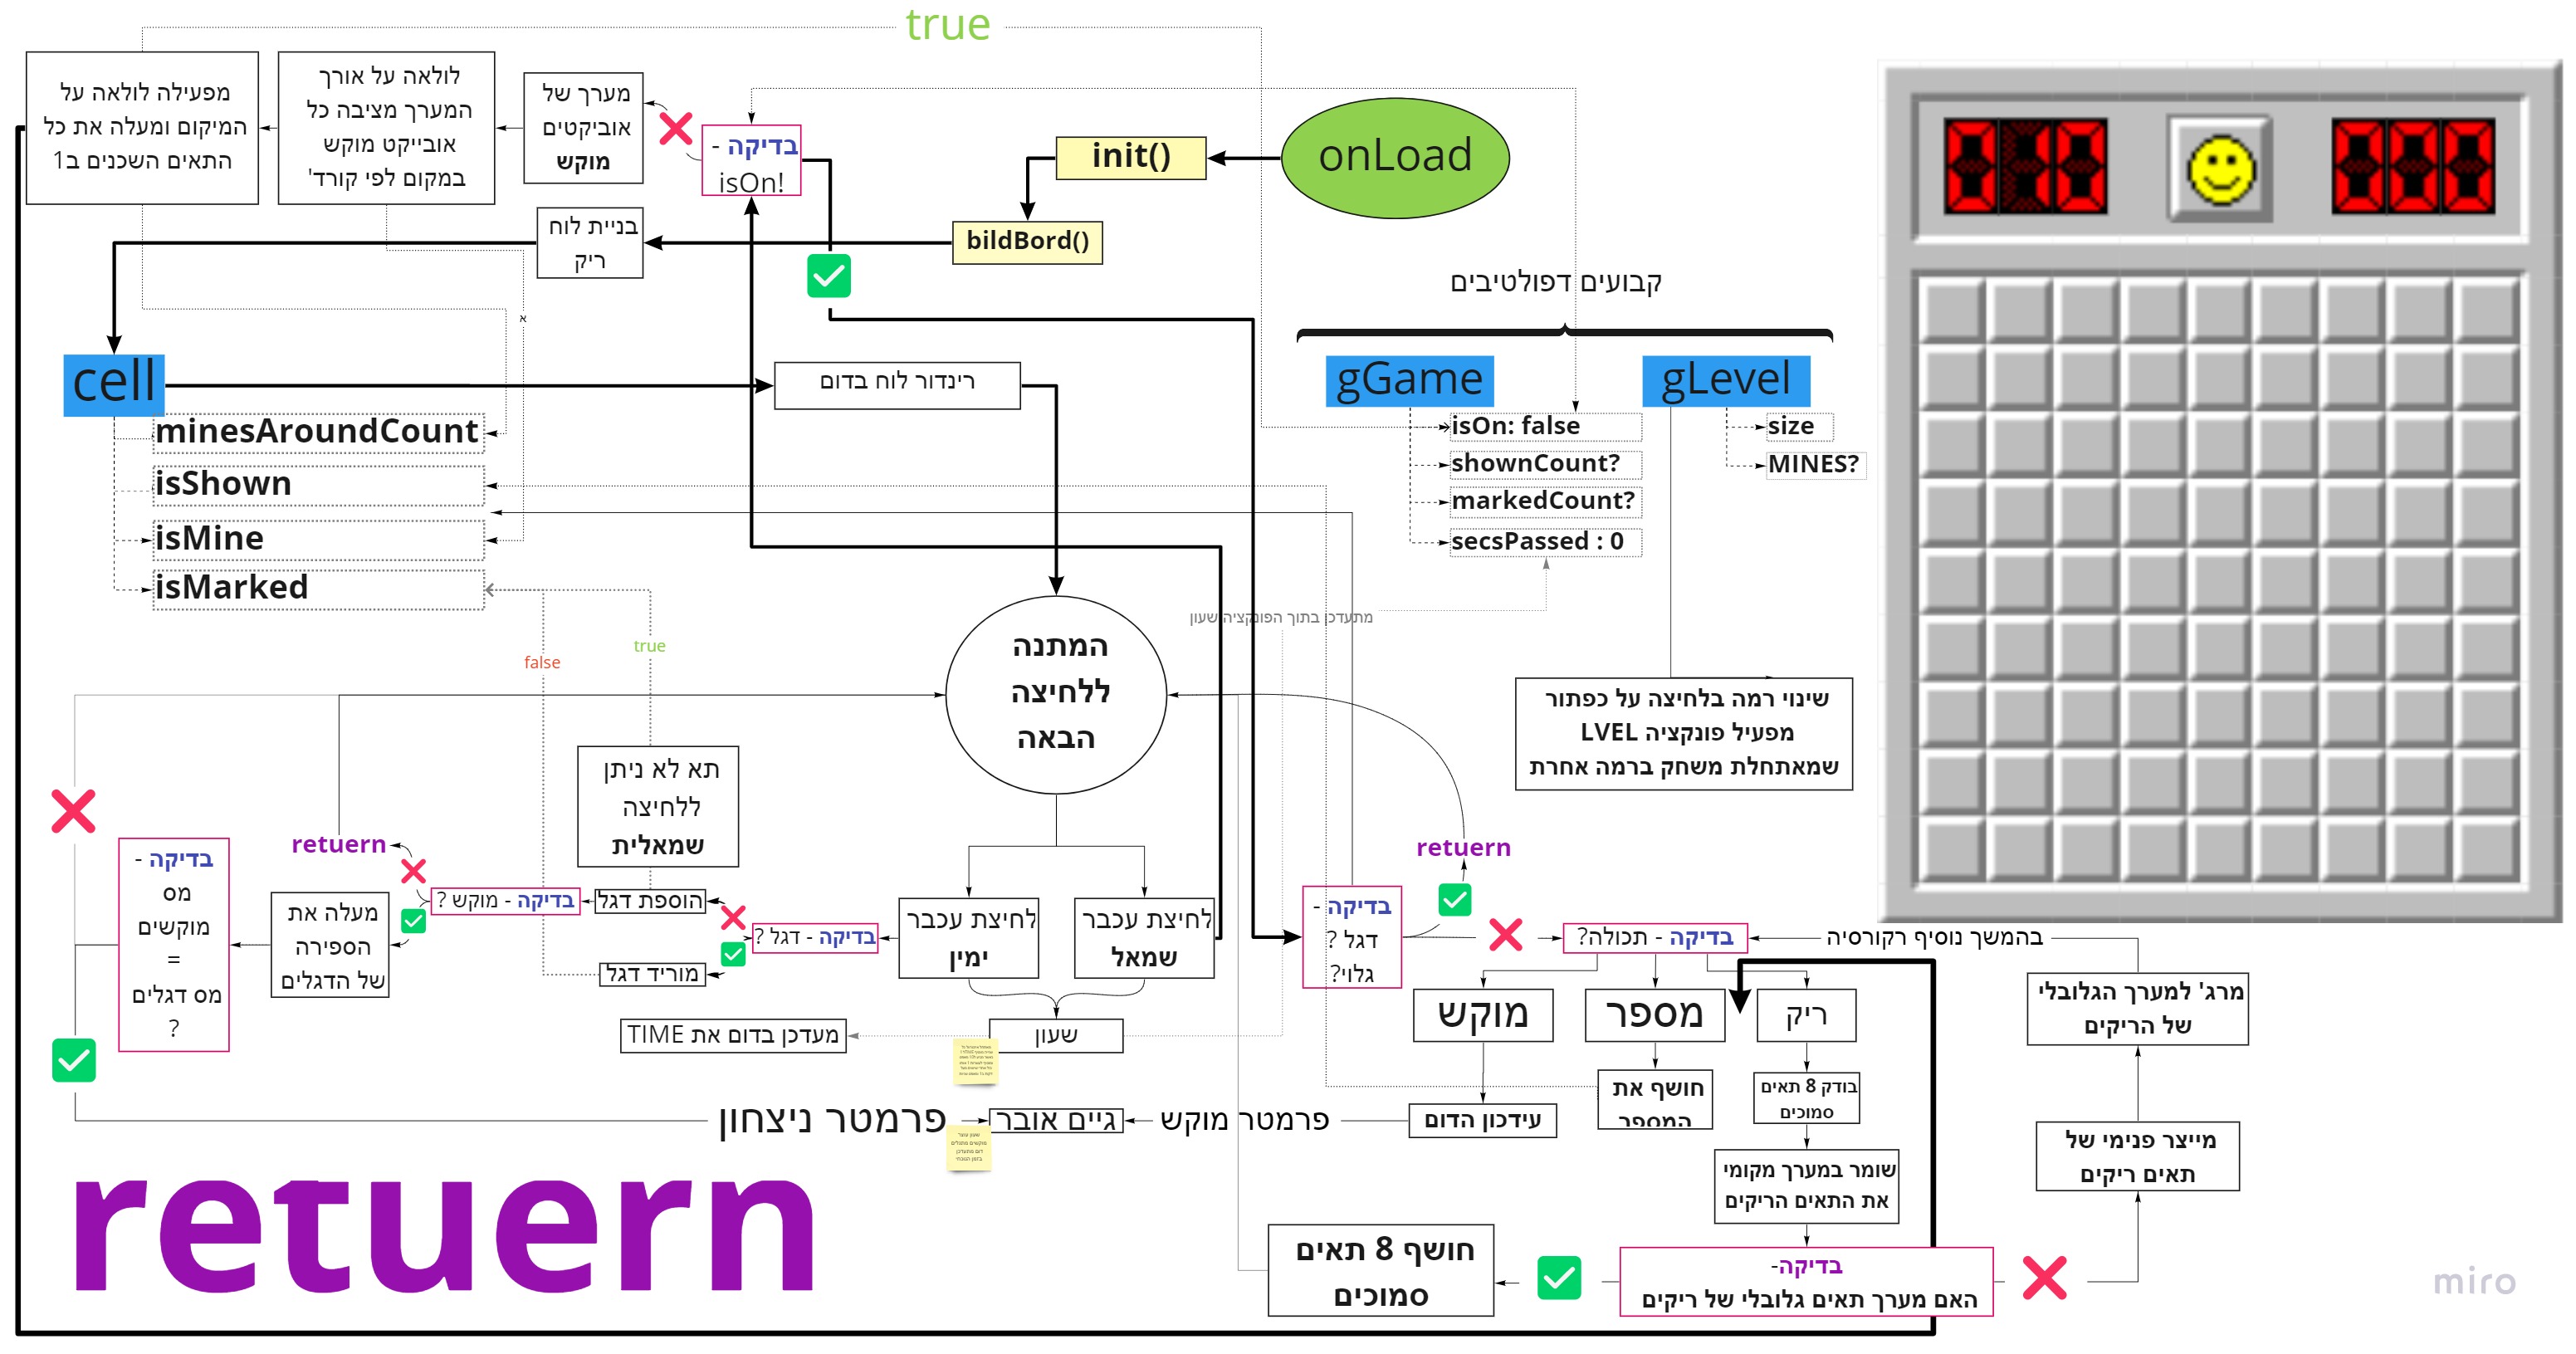 true
מפעילה לולאה על
המיקום ומעלה את כל
התאים השכנים ב1
לולאה על אורך
המערך מציבה כל
אובייקט מוקש
במקום לפי קורד'
מערך של
אוביקטים
מוקש
בדיקה -
isOn!
init()
onLoad
bildBord()
בניית לוח
ריק
קבועים דפולטיבים
א
cell
minesAroundCount
isShown
isMine
isMarked
רינדור לוח בדום
gGame
isOn: false
shownCount?
markedCount?
secsPassed : 0
gLevel
size
MINES?
מתעדכן בתוך הפונקציה שעון
true
false
המתנה
ללחיצה
הבאה
שינוי רמה בלחיצה על כפתור
מפעיל פונקציה LVEL
שמאתחלת משחק ברמה אחרת
תא לא ניתן
ללחיצה
שמאלית
retuern
retuern
בדיקה -
מס
מוקשים
=
מס דגלים
?
מעלה את
הספירה
של הדגלים
בדיקה - מוקש ?
הוספת דגל
מוריד דגל
בדיקה - דגל ?
לחיצת עכבר
ימין
לחיצת עכבר
שמאל
בדיקה -
דגל ?
גלוי?
בדיקה - תכולה?
בהמשך נוסיף רקורסיה
מוקש
מספר
ריק
מרג' למערך הגלובלי
של הריקים
שעון
מעדכן בדום את TIME
חושף את
המספר
בודק 8 תאים
סמוכים
פרמטר ניצחון
גיים אובר
פרמטר מוקש
עידכון הדום
מייצר פנימי של
תאים ריקים
שומר במערך מקומי
את התאים הריקים
retuern
חושף 8 תאים
סמוכים
בדיקה-
האם מערך תאים גלובלי של ריקים
miro